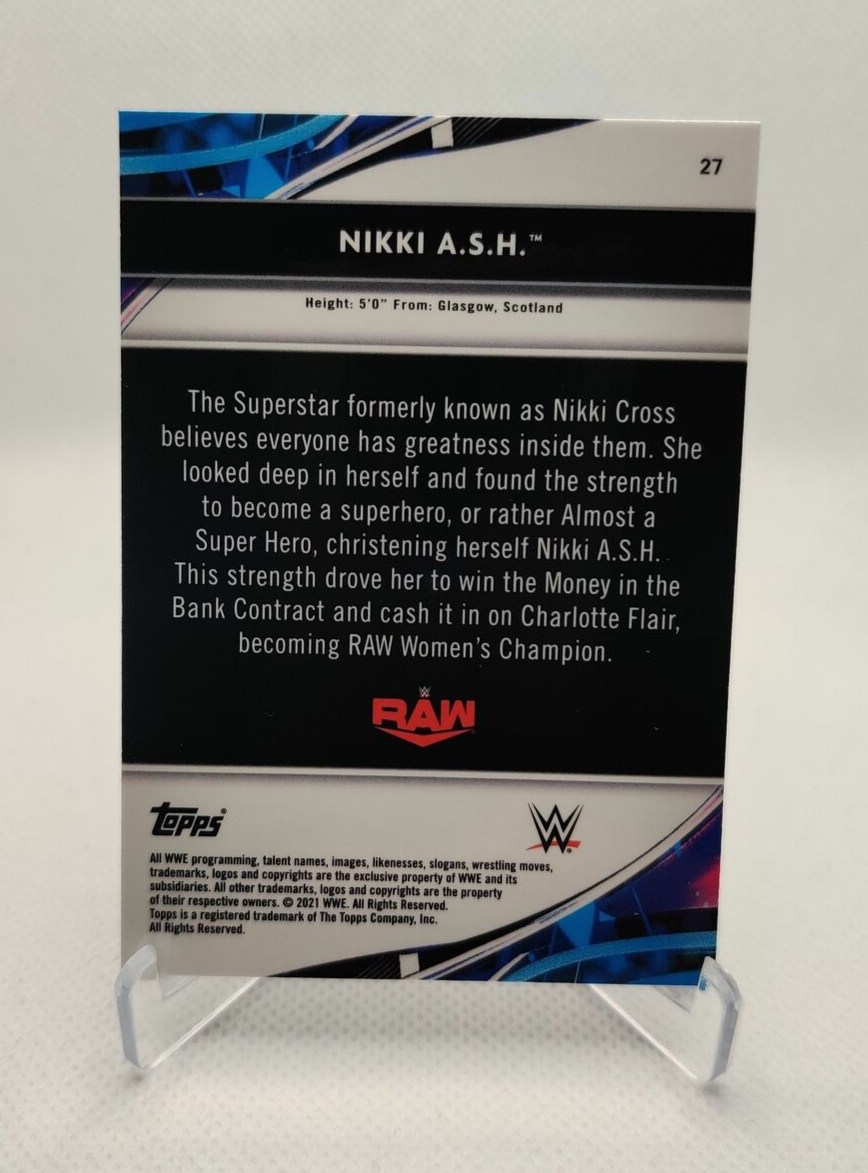 27
NIKKI A.S.H.™
Height: 5'0" From: Glasgow, Scotland
The Superstar formerly known as Nikki Cross
believes everyone has greatness inside them. She
looked deep in herself and found the strength
to become a superhero, or rather Almost a
Super Hero, christening herself Nikki A.S.H.
This strength drove her to win the Money in the
Bank Contract and cash it in on Charlotte Flair,
becoming RAW Women's Champion.
W
RAW
Topps®
W
All WWE programming, talent names, images, likenesses, slogans, wrestling moves,
trademarks, logos and copyrights are the exclusive property of WWE and its
subsidiaries. All other trademarks, logos and copyrights are the property
of their respective owners. © 2021 WWE. All Rights Reserved.
Topps is a registered trademark of The Topps Company, Inc.
All Rights Reserved.